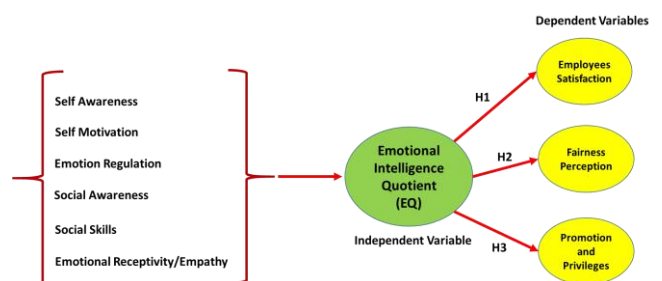 Dependent Variables
Employees
Satisfaction
H1
Self Awareness
Self Motivation
Emotion Regulation
Social Awareness
Social Skills
Emotional Receptivity/Empathy
Emotional
Intelligence
Quotient
(EQ)
Independent Variable
H2
Fairness
Perception
H3
Promotion
and
Privileges